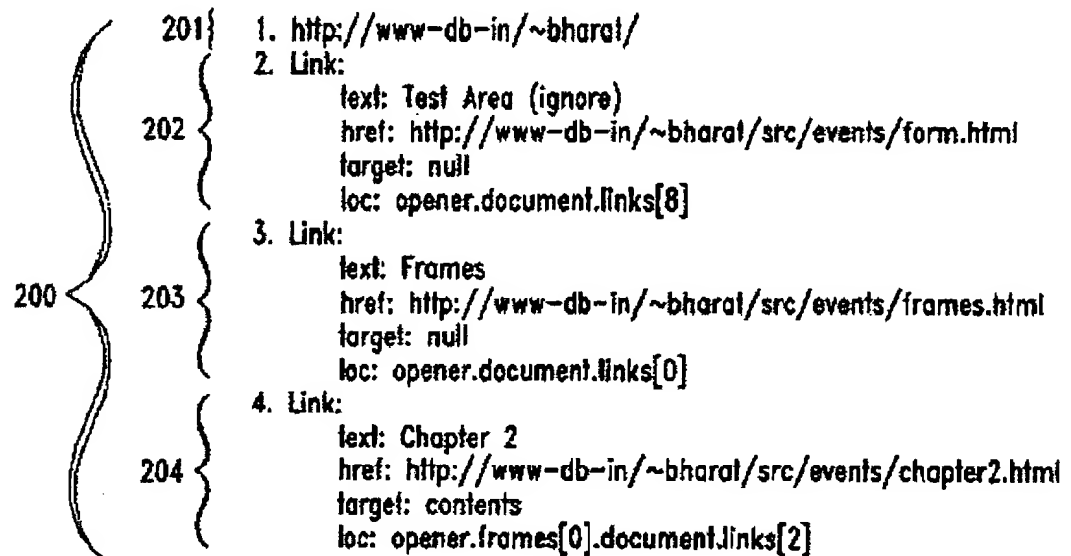 201 1. http://www-db-in/~bharat/
2. Link:
text: Test Area (ignore)
202 href: http://www-db-in/~bharat/src/events/form.html
target: null
loc: opener.document.links[8]
3. Link:
text: Frames
200 203 href: http://www-db-in/~bharat/src/events/frames.html
target: null
loc: opener.document.links[0]
4. Link:
text: Chapter 2
204 href: http://www-db-in/~bharat/src/events/chapter2.html
target: contents
loc: opener.frames[0].document.links[2]